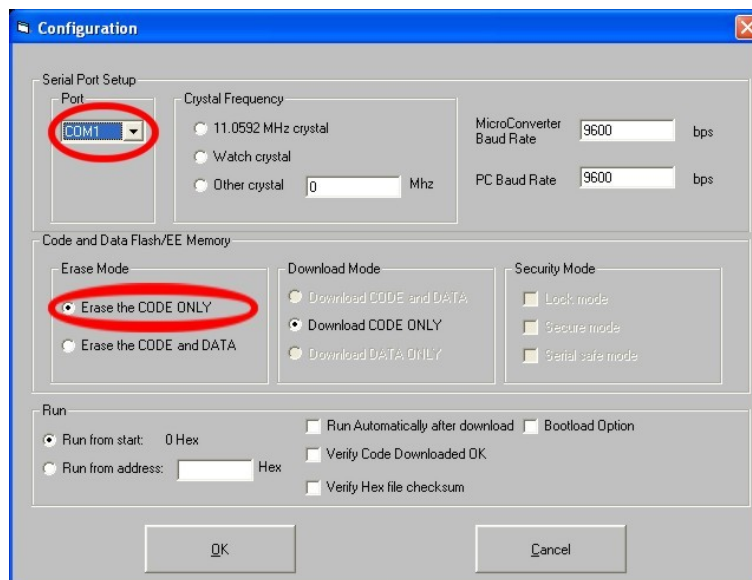 Configuration
Serial Port Setup
Port
COM1
Crystal Frequency
11.0592 MHz crystal
Watch crystal
Other crystal 0 Mhz
MicroConverter
Baud Rate 9600 bps
PC Baud Rate 9600 bps
Code and Data Flash/EE Memory
Erase Mode
Erase the CODE ONLY
Erase the CODE and DATA
Download Mode
Download CODE and DATA
Download CODE ONLY
Download DATA ONLY
Security Mode
Lock mode
Secure mode
Serial safe mode
Run
Run from start: 0 Hex
Run from address: Hex
Run Automatically after download Bootload Option
Verify Code Downloaded OK
Verify Hex file checksum
OK Cancel